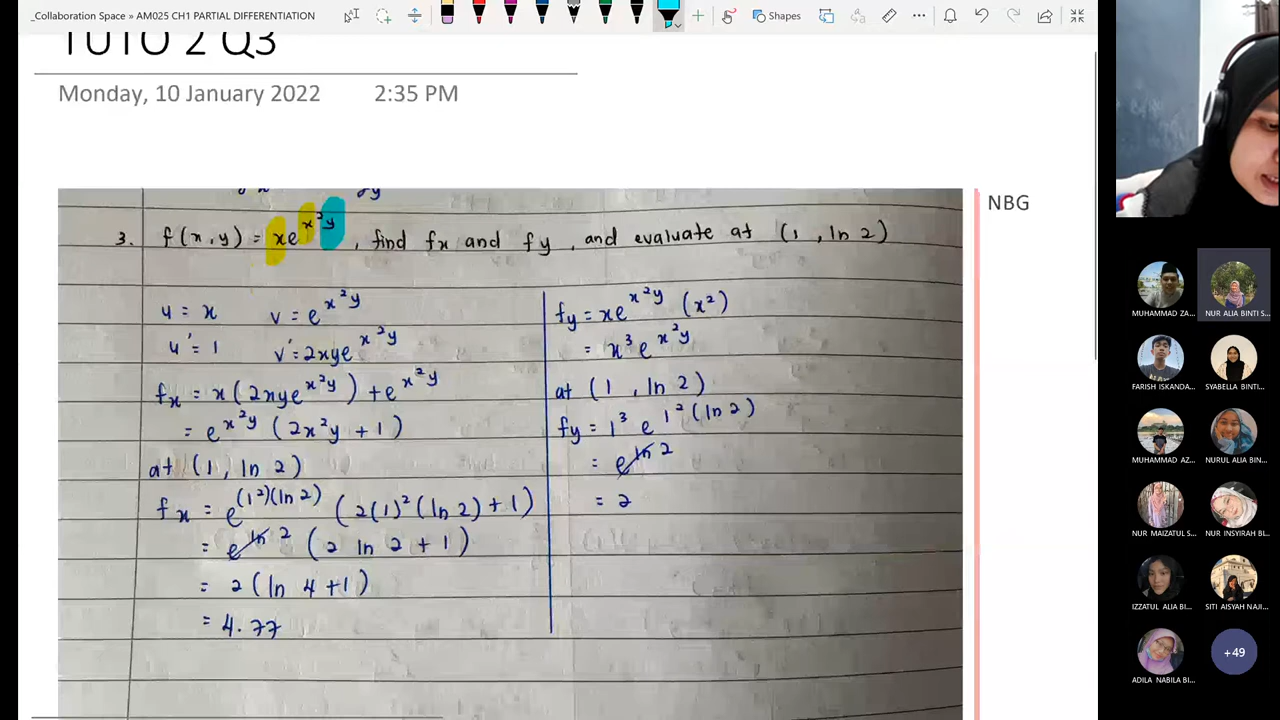 _Collaboration Space » AM025 CH1 PARTIAL DIFFERENTIATION
Shapes
TUTO 2 Q3
Monday, 10 January 2022 2:35 PM
NBG
3. f(x,y) = xe^x²y , find fx and fy , and evaluate at (1 , ln 2)
u = x v = e^x²y
u' = 1 v' = 2xye^x²y
fx = x(2xye^x²y) + e^x²y
= e^x²y (2x²y + 1)
at (1, ln 2)
fx = e^(1²)(ln 2) (2(1)²(ln 2) + 1)
= e^ln 2 (2 ln 2 + 1)
= 2(ln 4 + 1)
= 4.77
fy = xe^x²y (x²)
= x³e^x²y
at (1 , ln 2)
fy = 1³ e^1²(ln 2)
= e^ln 2
= 2
MUHAMMAD ZA...
NUR ALIA BINTI S...
FARISH ISKANDA...
SYABELLA BINTI...
MUHAMMAD AZ...
NURUL ALIA BIN...
NUR MAIZATUL S...
NUR INSYIRAH BI...
IZZATUL ALIA BI...
SITI AISYAH NAJI...
ADILA NABILA BI...
+49